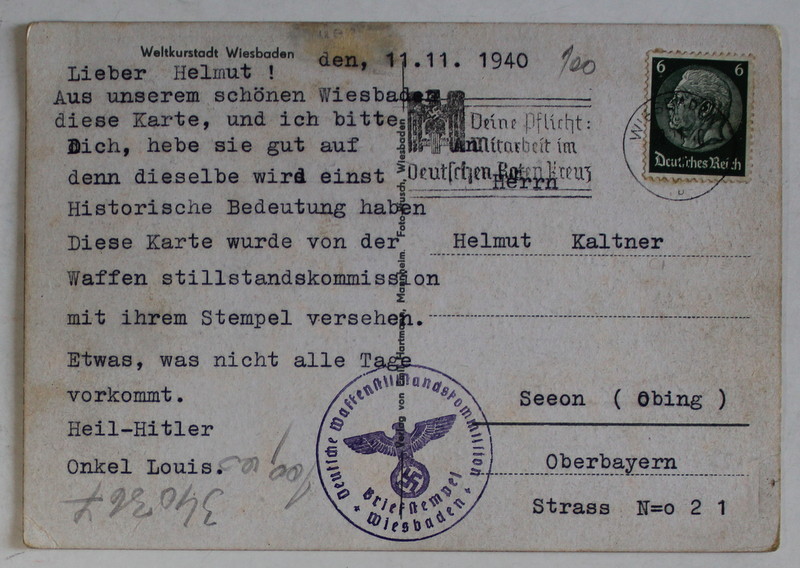 Weltkurstadt Wiesbaden
den, 11.11. 1940
Lieber Helmut !
Aus unserem schönen Wiesbaden
diese Karte, und ich bitte
Dich, hebe sie gut auf
denn dieselbe wird einst
Historische Bedeutung haben
Diese Karte wurde von der
Waffen stillstandskommission
mit ihrem Stempel versehen.
Etwas, was nicht alle Tage
vorkommt.
Heil-Hitler
Onkel Louis.
Deine Pflicht:
Mitarbeit im
Deutschen Roten Kreuz
6 6
Deutsches Reich
An
Herrn
Helmut Kaltner
Seeon ( Obing )
Oberbayern
Strass N=o 2 1
Deutsche Waffenstillstandskommission
Briefstempel
Wiesbaden